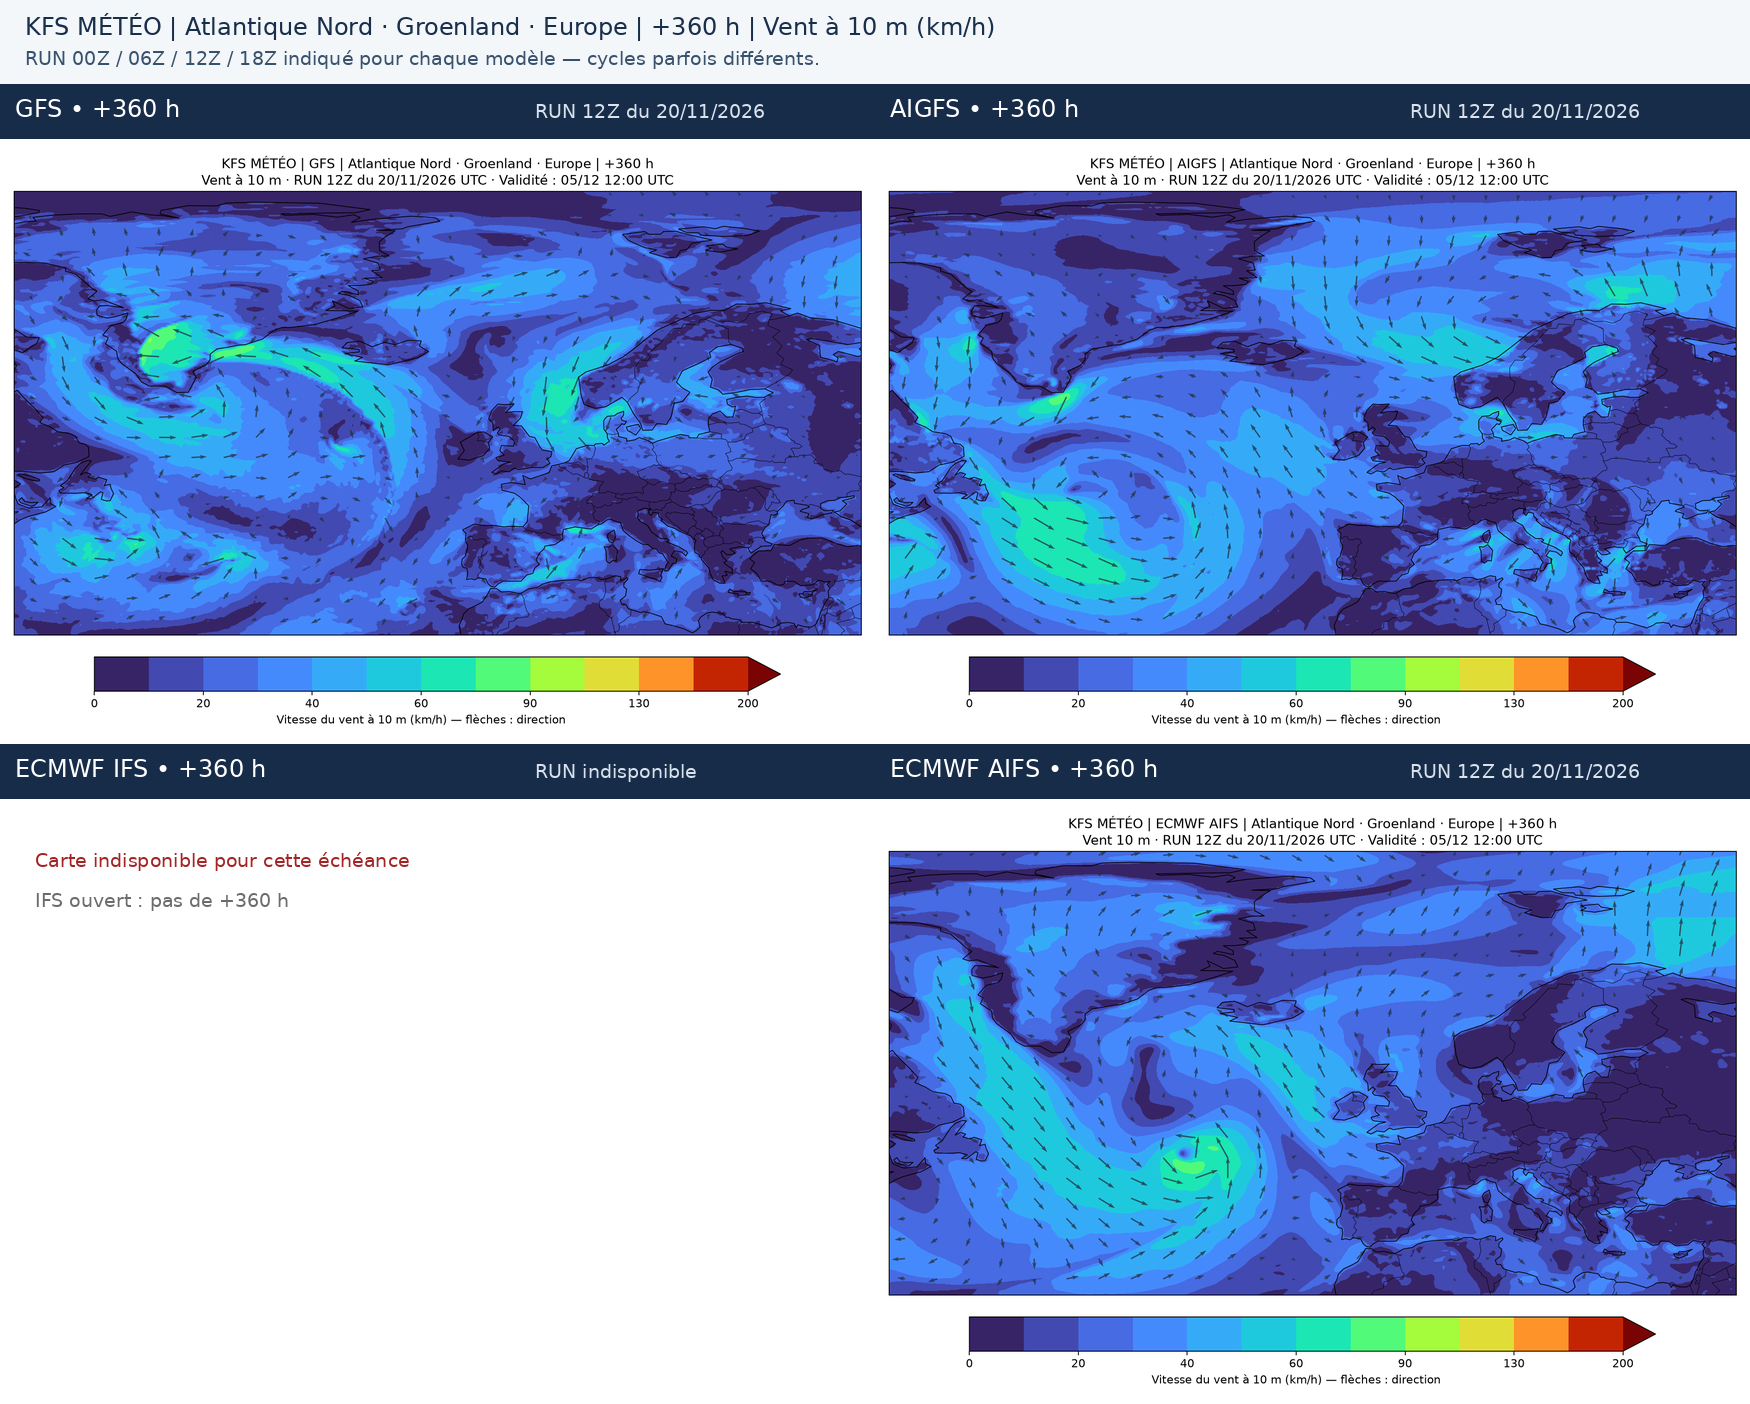 KFS MÉTÉO | Atlantique Nord · Groenland · Europe | +360 h | Vent à 10 m (km/h)
RUN 00Z / 06Z / 12Z / 18Z indiqué pour chaque modèle — cycles parfois différents.
GFS • +360 h
RUN 12Z du 20/11/2026
KFS MÉTÉO | GFS | Atlantique Nord · Groenland · Europe | +360 h
Vent à 10 m · RUN 12Z du 20/11/2026 UTC · Validité : 05/12 12:00 UTC
0 20 40 60 90 130 200
Vitesse du vent à 10 m (km/h) — flèches : direction
AIGFS • +360 h
RUN 12Z du 20/11/2026
KFS MÉTÉO | AIGFS | Atlantique Nord · Groenland · Europe | +360 h
Vent à 10 m · RUN 12Z du 20/11/2026 UTC · Validité : 05/12 12:00 UTC
0 20 40 60 90 130 200
Vitesse du vent à 10 m (km/h) — flèches : direction
ECMWF IFS • +360 h
RUN indisponible
Carte indisponible pour cette échéance
IFS ouvert : pas de +360 h
ECMWF AIFS • +360 h
RUN 12Z du 20/11/2026
KFS MÉTÉO | ECMWF AIFS | Atlantique Nord · Groenland · Europe | +360 h
Vent 10 m · RUN 12Z du 20/11/2026 UTC · Validité : 05/12 12:00 UTC
0 20 40 60 90 130 200
Vitesse du vent à 10 m (km/h) — flèches : direction